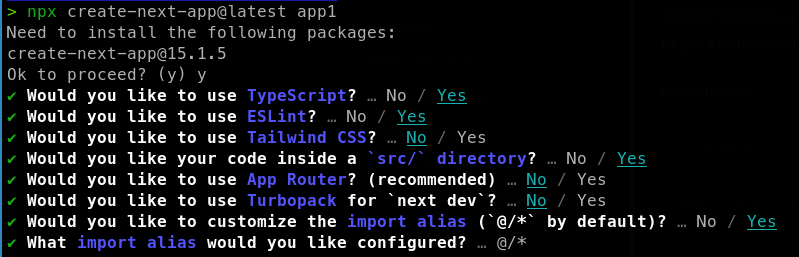 > npx create-next-app@latest app1
Need to install the following packages:
create-next-app@15.1.5
Ok to proceed? (y) y
✔ Would you like to use TypeScript? … No / Yes
✔ Would you like to use ESLint? … No / Yes
✔ Would you like to use Tailwind CSS? … No / Yes
✔ Would you like your code inside a `src/` directory? … No / Yes
✔ Would you like to use App Router? (recommended) … No / Yes
✔ Would you like to use Turbopack for `next dev`? … No / Yes
✔ Would you like to customize the import alias (`@/*` by default)? … No / Yes
✔ What import alias would you like configured? … @/*